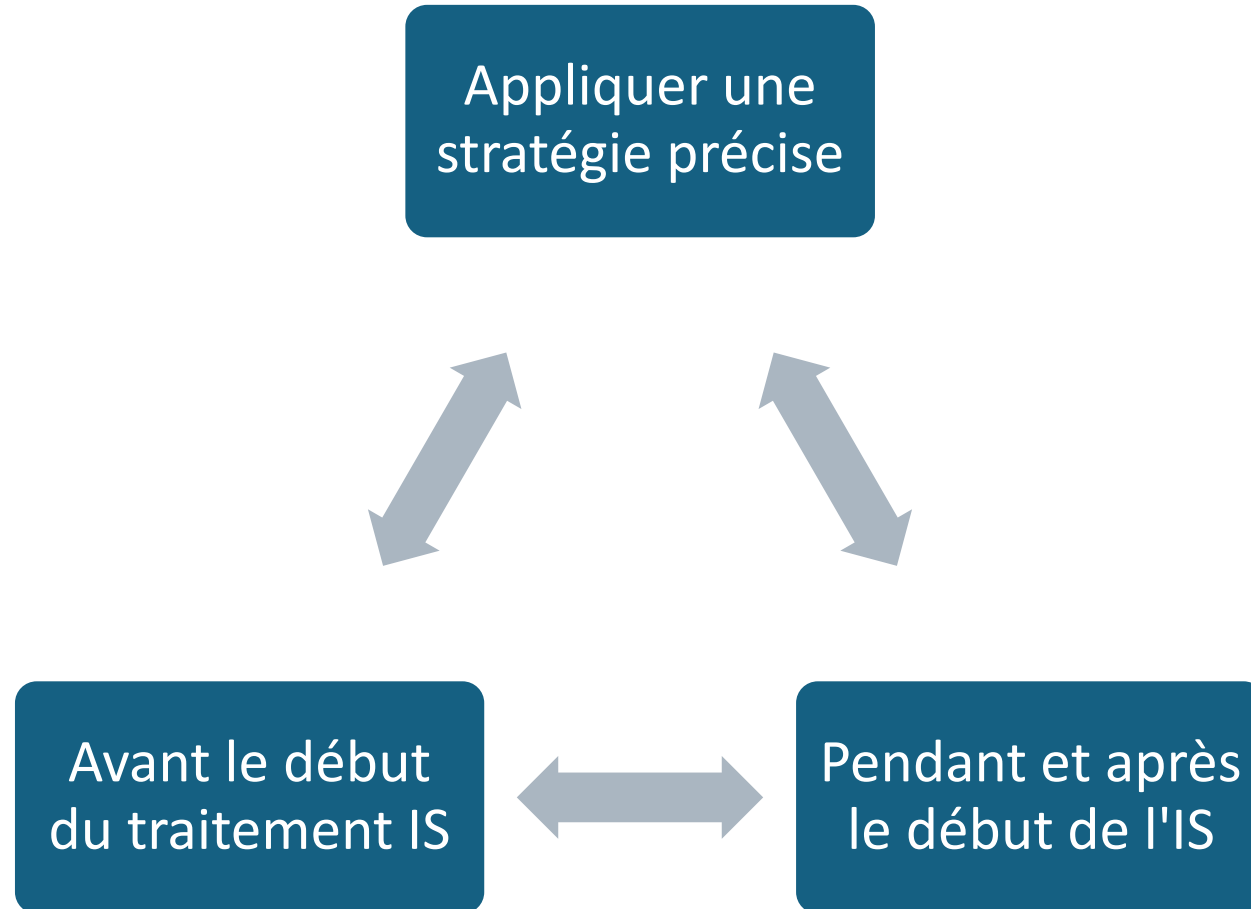 Appliquer une
stratégie précise
Avant le début
du traitement IS
Pendant et après
le début de l'IS